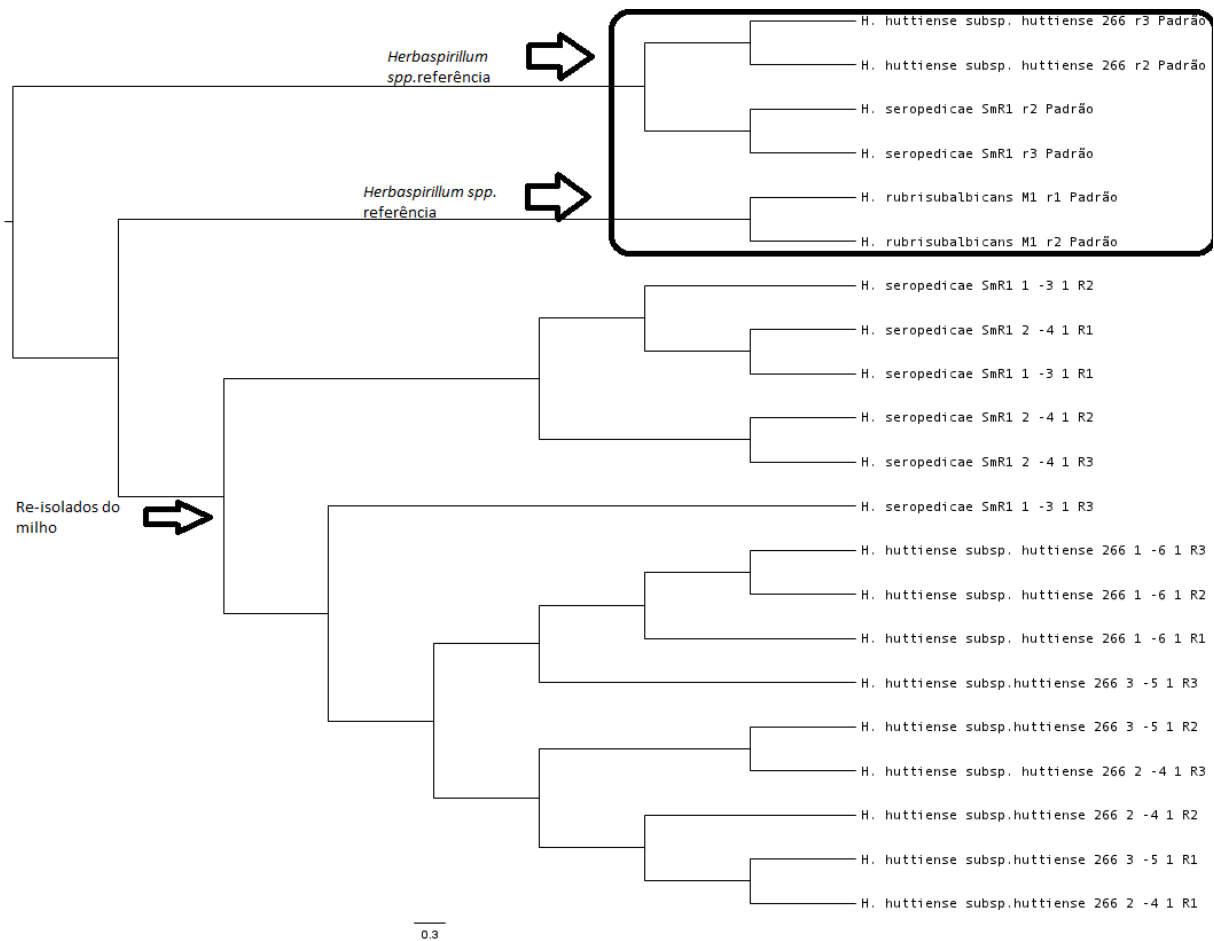 H. huttiense subsp. huttiense 266 r3 Padrão
Herbaspirillum
spp.referência
H. huttiense subsp. huttiense 266 r2 Padrão
H. seropedicae SmR1 r2 Padrão
H. seropedicae SmR1 r3 Padrão
Herbaspirillum spp.
referência
H. rubrisubalbicans M1 r1 Padrão
H. rubrisubalbicans M1 r2 Padrão
H. seropedicae SmR1 1 -3 1 R2
H. seropedicae SmR1 2 -4 1 R1
H. seropedicae SmR1 1 -3 1 R1
H. seropedicae SmR1 2 -4 1 R2
H. seropedicae SmR1 2 -4 1 R3
Re-isolados do
milho
H. seropedicae SmR1 1 -3 1 R3
H. huttiense subsp. huttiense 266 1 -6 1 R3
H. huttiense subsp. huttiense 266 1 -6 1 R2
H. huttiense subsp. huttiense 266 1 -6 1 R1
H. huttiense subsp.huttiense 266 3 -5 1 R3
H. huttiense subsp.huttiense 266 3 -5 1 R2
H. huttiense subsp. huttiense 266 2 -4 1 R3
H. huttiense subsp.huttiense 266 2 -4 1 R2
H. huttiense subsp.huttiense 266 3 -5 1 R1
H. huttiense subsp.huttiense 266 2 -4 1 R1
0.3